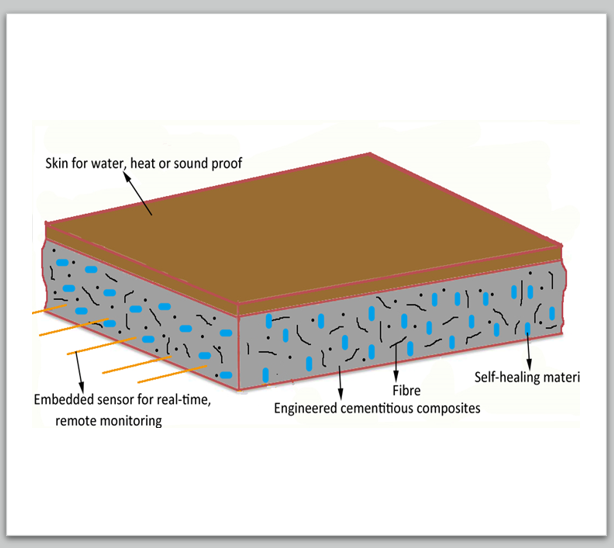 Skin for water, heat or sound proof
Embedded sensor for real-time,
remote monitoring
Engineered cementitious composites
Fibre
Self-healing materi